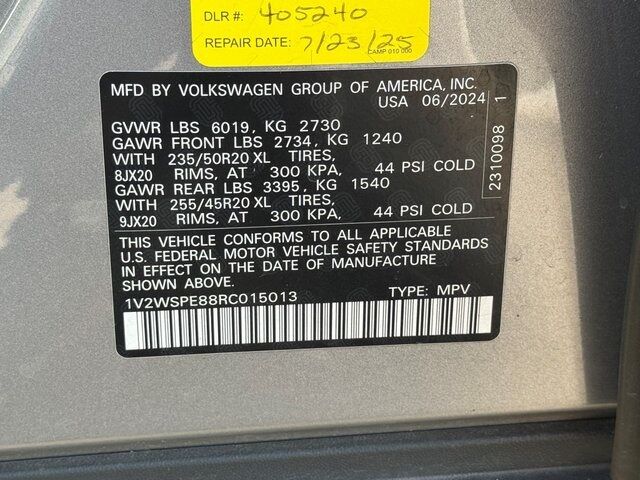 DLR #: 405240
REPAIR DATE: 7/23/25
CAMP 010 000
MFD BY VOLKSWAGEN GROUP OF AMERICA, INC.
USA 06/2024
GVWR LBS 6019, KG 2730
GAWR FRONT LBS 2734, KG 1240
WITH 235/50R20 XL TIRES,
8JX20 RIMS, AT 300 KPA, 44 PSI COLD
GAWR REAR LBS 3395, KG 1540
WITH 255/45R20 XL TIRES,
9JX20 RIMS, AT 300 KPA, 44 PSI COLD
THIS VEHICLE CONFORMS TO ALL APPLICABLE
U.S. FEDERAL MOTOR VEHICLE SAFETY STANDARDS
IN EFFECT ON THE DATE OF MANUFACTURE
SHOWN ABOVE.
1V2WSPE88RC015013 TYPE: MPV
2310098 1